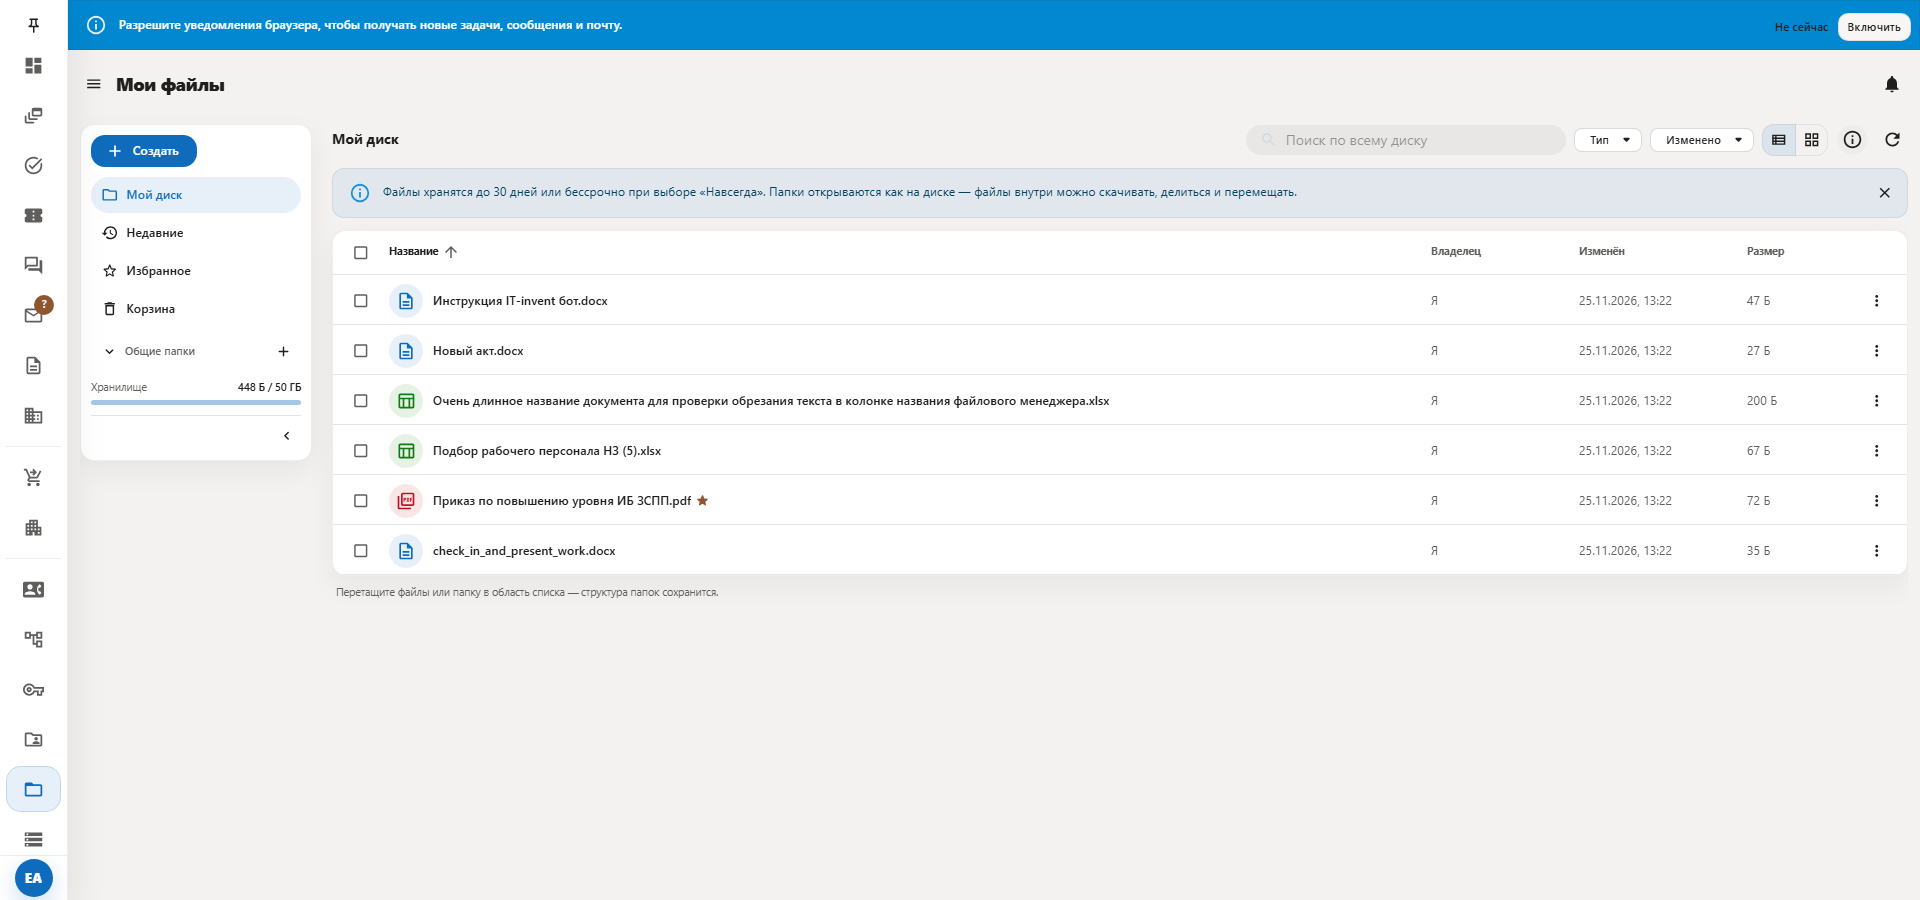 Разрешите уведомления браузера, чтобы получать новые задачи, сообщения и почту.
Не сейчас
Включить
Мои файлы
Создать
Мой диск
Недавние
Избранное
Корзина
Общие папки
Хранилище 448 Б / 50 ГБ
?
EA
Мой диск
Поиск по всему диску
Тип
Изменено
Файлы хранятся до 30 дней или бессрочно при выборе «Навсегда». Папки открываются как на диске — файлы внутри можно скачивать, делиться и перемещать.
Название Владелец Изменён Размер
Инструкция IT-invent бот.docx Я 25.11.2026, 13:22 47 Б
Новый акт.docx Я 25.11.2026, 13:22 27 Б
Очень длинное название документа для проверки обрезания текста в колонке названия файлового менеджера.xlsx Я 25.11.2026, 13:22 200 Б
Подбор рабочего персонала НЗ (5).xlsx Я 25.11.2026, 13:22 67 Б
PDF Приказ по повышению уровня ИБ ЗСПП.pdf Я 25.11.2026, 13:22 72 Б
check_in_and_present_work.docx Я 25.11.2026, 13:22 35 Б
Перетащите файлы или папку в область списка — структура папок сохранится.